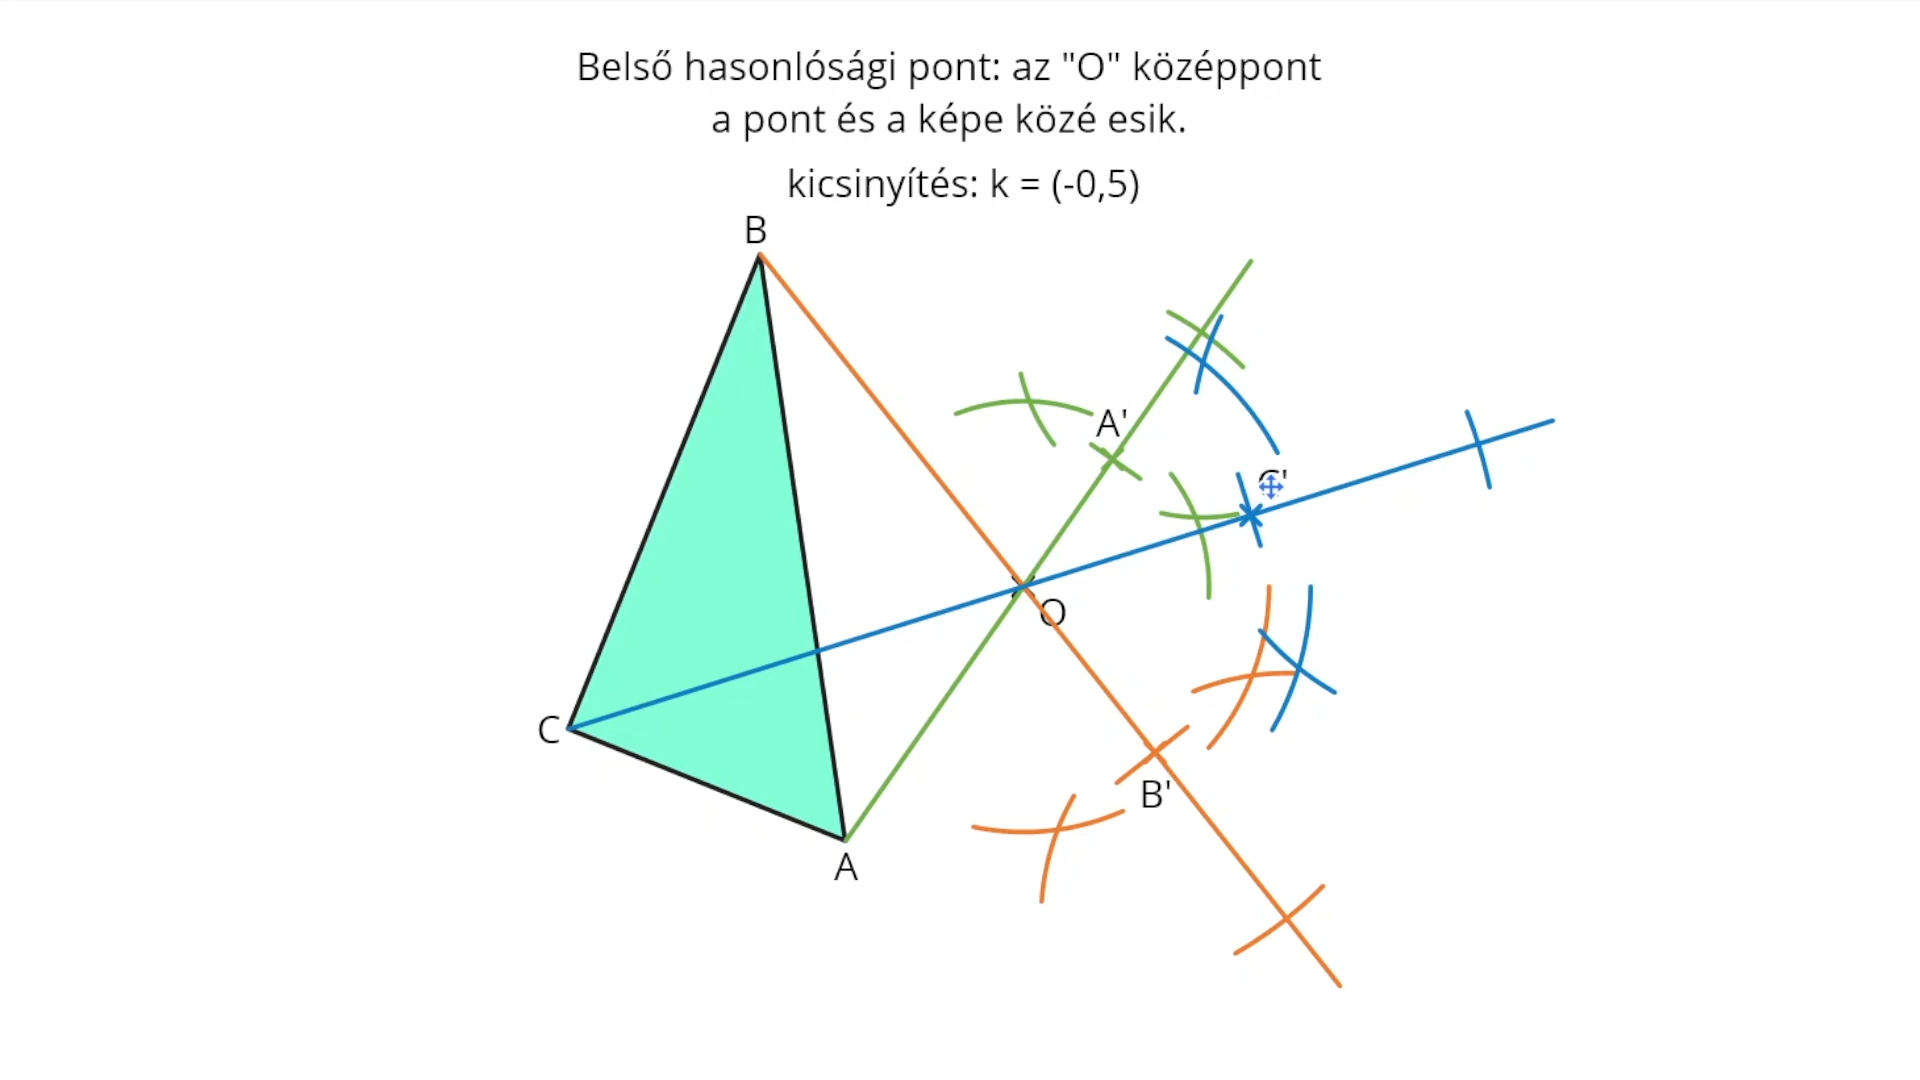 Belső hasonlósági pont: az "O" középpont
a pont és a képe közé esik.
kicsinyítés: k = (-0,5)
B
A'
C'
O
C
B'
A